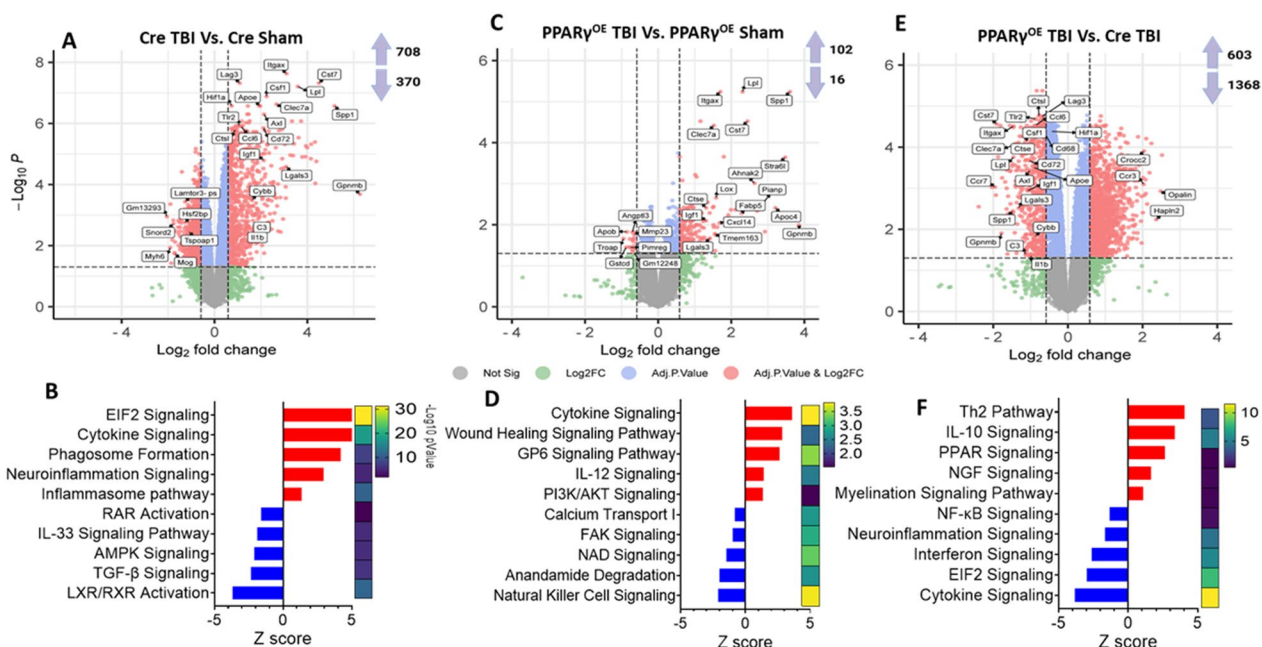 A
Cre TBI Vs. Cre Sham
708
370
8
6
4
2
0
- Log10 P
Itgax
Lag3
Cst7
Csf1
Lpl
Hif1a
Apoe
Clec7a
Spp1
Tlr2
Axl
Ctsl
Ccl6
Cd72
Igf1
Lgals3
Gpnmb
Lamtor3- ps
Cybb
Gm13293
Hsf2bp
Snord2
Tspoap1
C3
Il1b
Myh6
Mog
- 4
0
4
Log2 fold change
C
PPARγOE TBI Vs. PPARγOE Sham
102
16
6
4
2
0
Lpl
Itgax
Spp1
Clec7a
Cst7
Stra6l
Ahnak2
Lox
Pianp
Ctse
Fabp5
Angptl3
Igf1
Apoc4
Apob
Mmp23
Cxcl14
Troap
Pimreg
Tmem163
Gpnmb
Lgals3
Gstcd
Gm12248
- 4
- 2
0
2
4
Log2 fold change
E
PPARγOE TBI Vs. Cre TBI
603
1368
6
4
2
0
Ctsl
Lag3
Cst7
Tlr2
Ccl6
Itgax
Csf1
Hif1a
Clec7a
Ctse
Cd68
Lpl
Cd72
Crocc2
Ccr7
Axl
Apoe
Ccr3
Igf1
Opalin
Lgals3
Spp1
Hapln2
Cybb
Gpnmb
C3
Il1b
- 4
- 2
0
2
4
Log2 fold change
Not Sig
Log2FC
Adj.P.Value
Adj.P.Value & Log2FC
B
EIF2 Signaling
Cytokine Signaling
Phagosome Formation
Neuroinflammation Signaling
Inflammasome pathway
RAR Activation
IL-33 Signaling Pathway
AMPK Signaling
TGF-β Signaling
LXR/RXR Activation
-5
0
5
Z score
30
20
10
-Log10 pValue
D
Cytokine Signaling
Wound Healing Signaling Pathway
GP6 Signaling Pathway
IL-12 Signaling
PI3K/AKT Signaling
Calcium Transport I
FAK Signaling
NAD Signaling
Anandamide Degradation
Natural Killer Cell Signaling
-5
0
5
Z score
3.5
3.0
2.5
2.0
F
Th2 Pathway
IL-10 Signaling
PPAR Signaling
NGF Signaling
Myelination Signaling Pathway
NF-κB Signaling
Neuroinflammation Signaling
Interferon Signaling
EIF2 Signaling
Cytokine Signaling
-5
0
5
Z score
10
5